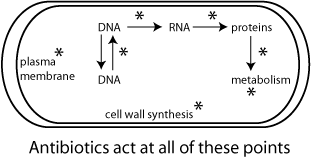 DNA * RNA * proteins
* * *
plasma
membrane
DNA metabolism
*
cell wall synthesis *
Antibiotics act at all of these points